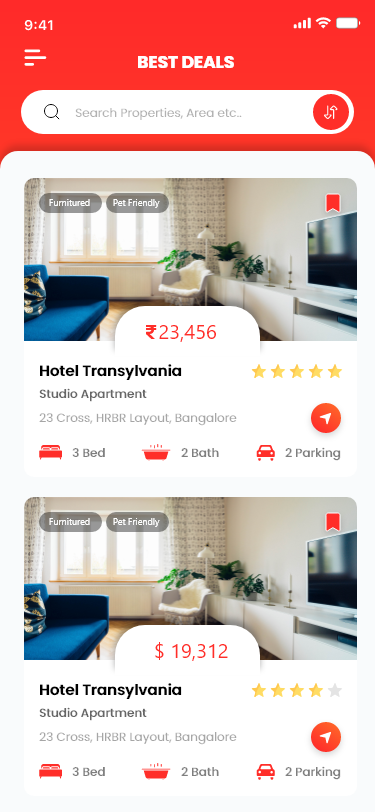 9:41
BEST DEALS
Search Properties, Area etc..
Furnitured Pet Friendly
₹23,456
Hotel Transylvania
Studio Apartment
23 Cross, HRBR Layout, Bangalore
3 Bed 2 Bath 2 Parking
Furnitured Pet Friendly
$ 19,312
Hotel Transylvania
Studio Apartment
23 Cross, HRBR Layout, Bangalore
3 Bed 2 Bath 2 Parking